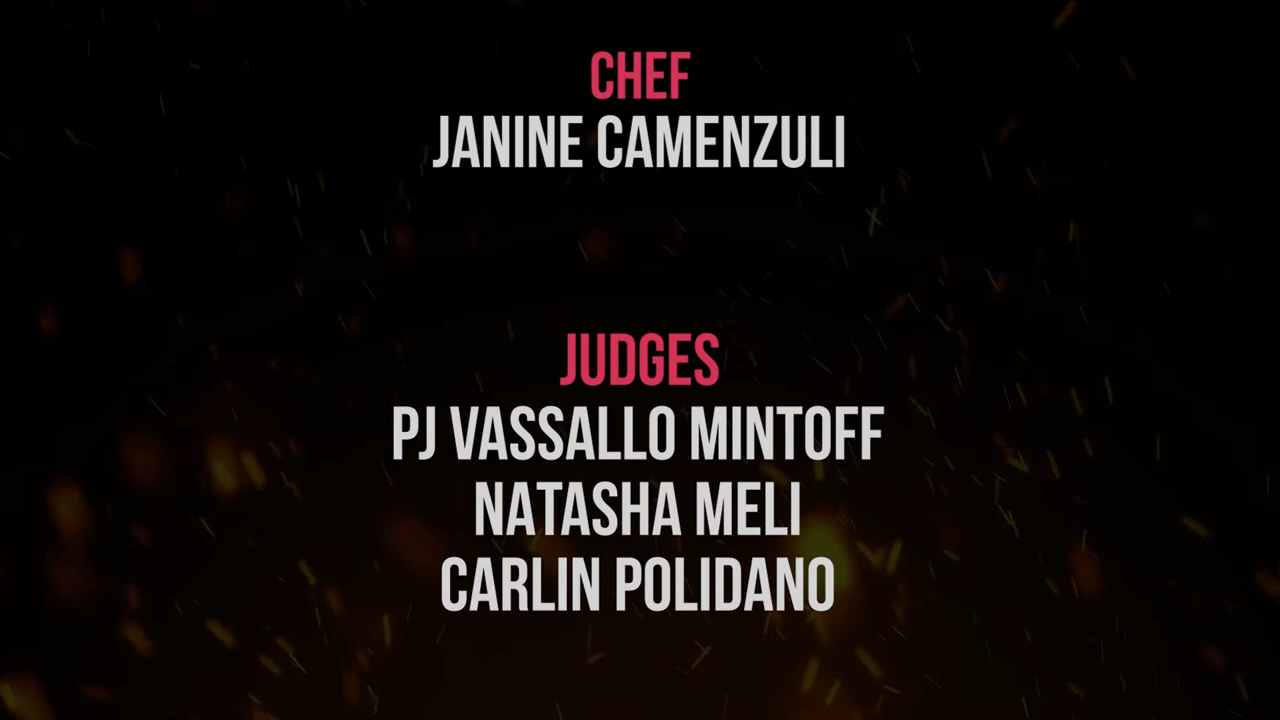 CHEF
JANINE CAMENZULI
JUDGES
PJ VASSALLO MINTOFF
NATASHA MELI
CARLIN POLIDANO